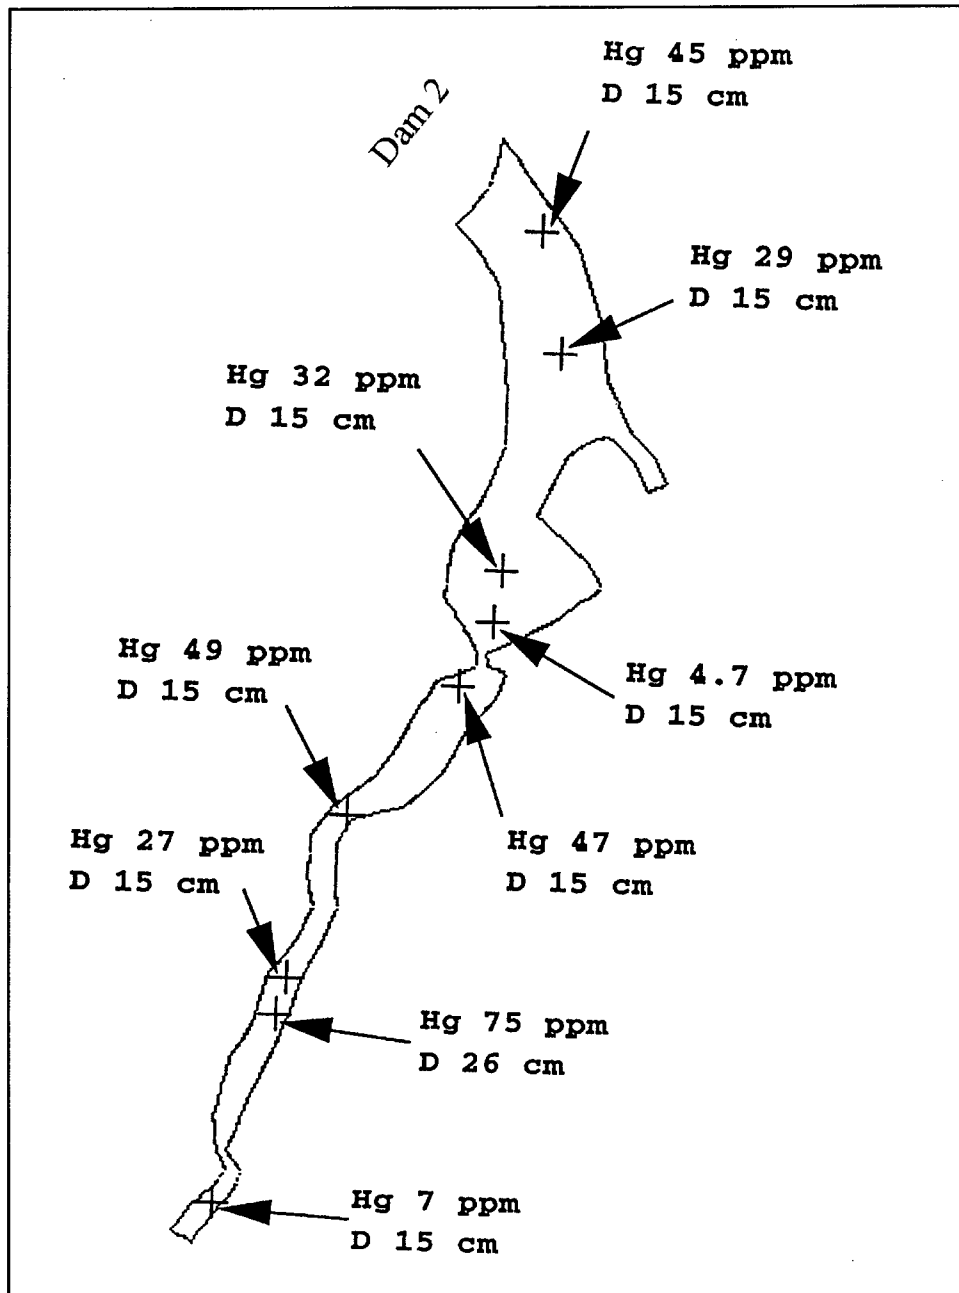 Hg 45 ppm
D 15 cm
Dam 2
Hg 29 ppm
D 15 cm
Hg 32 ppm
D 15 cm
Hg 49 ppm
D 15 cm
Hg 4.7 ppm
D 15 cm
Hg 27 ppm
D 15 cm
Hg 47 ppm
D 15 cm
Hg 75 ppm
D 26 cm
Hg 7 ppm
D 15 cm